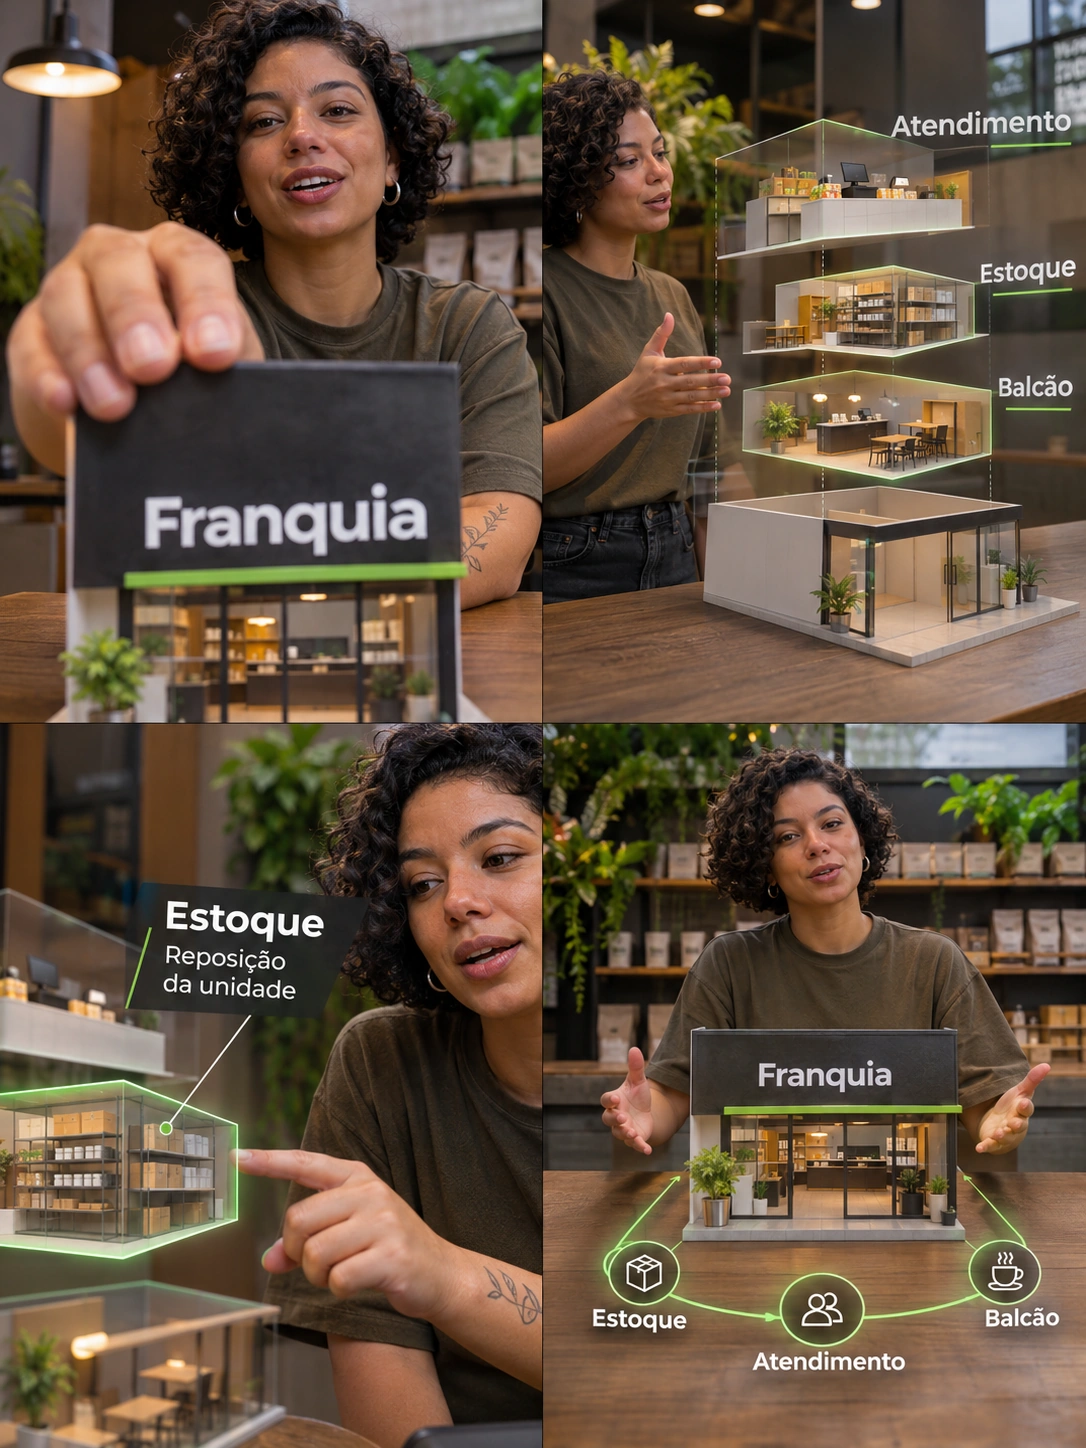 Franquia
Atendimento
Estoque
Balcão
Estoque
Reposição
da unidade
Franquia
Estoque
Atendimento
Balcão